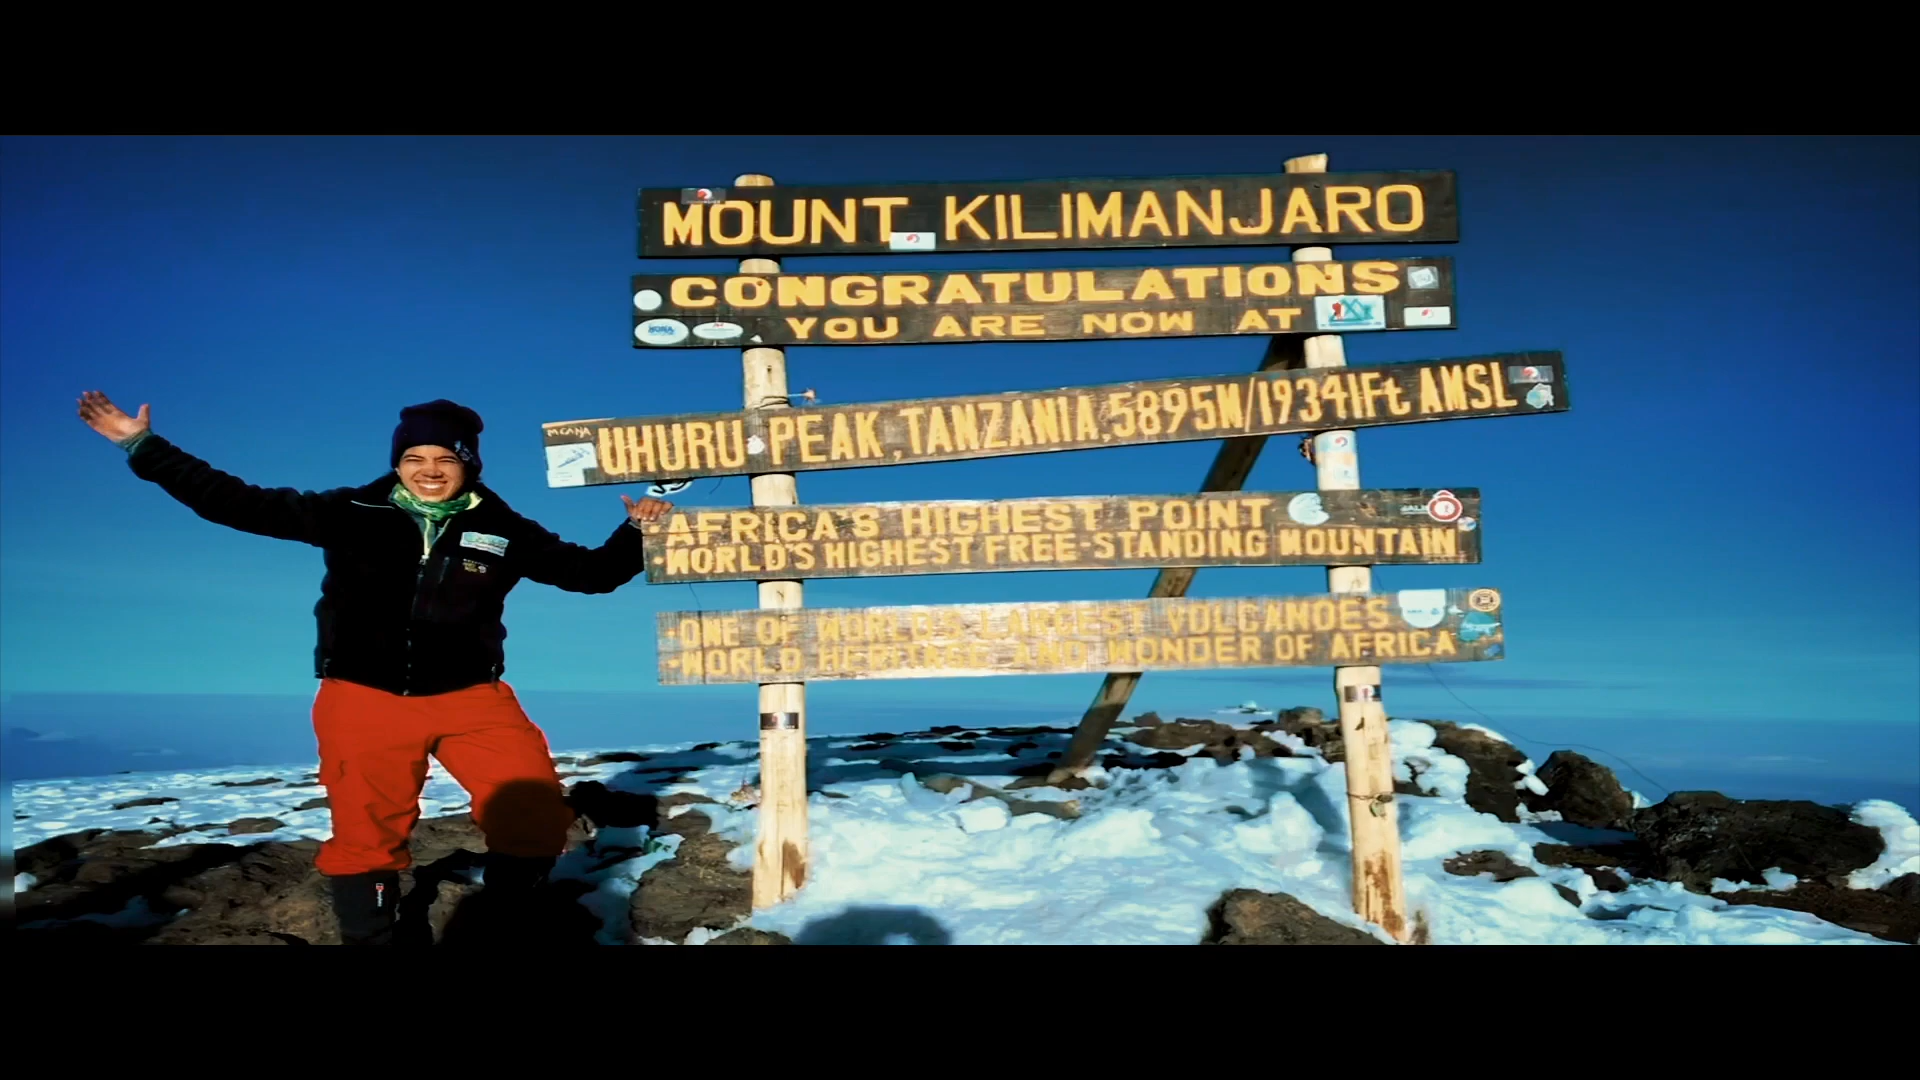 MOUNT KILIMANJARO
CONGRATULATIONS
YOU ARE NOW AT
UHURU PEAK, TANZANIA, 5895M/19341Ft AMSL
•AFRICA'S HIGHEST POINT
•WORLD'S HIGHEST FREE-STANDING MOUNTAIN
•ONE OF WORLD'S LARGEST VOLCANOES
•WORLD HERITAGE AND WONDER OF AFRICA